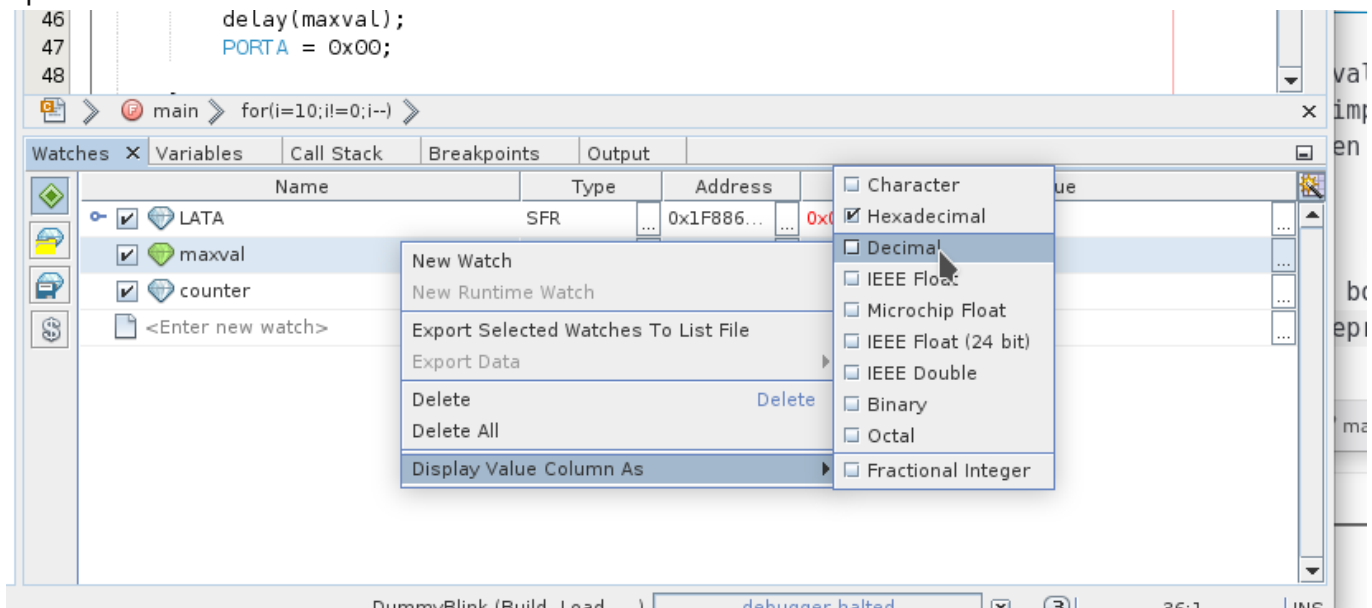 46 delay(maxval);
47 PORTA = 0x00;
48
main for(i=10;i!=0;i--)
Watches Variables Call Stack Breakpoints Output
Name Type Address
LATA SFR ... 0x1F886... ... ...
maxval ...
counter ...
<Enter new watch> ...
New Watch
New Runtime Watch
Export Selected Watches To List File
Export Data
Delete Delete
Delete All
Display Value Column As
Character
Hexadecimal
Decimal
IEEE Float
Microchip Float
IEEE Float (24 bit)
IEEE Double
Binary
Octal
Fractional Integer
debugger halted